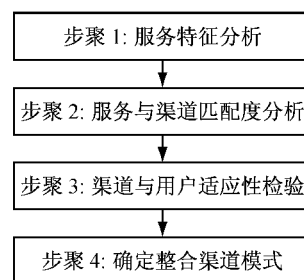 步聚 1: 服务特征分析
步聚 2: 服务与渠道匹配度分析
步聚 3: 渠道与用户适应性检验
步聚 4: 确定整合渠道模式